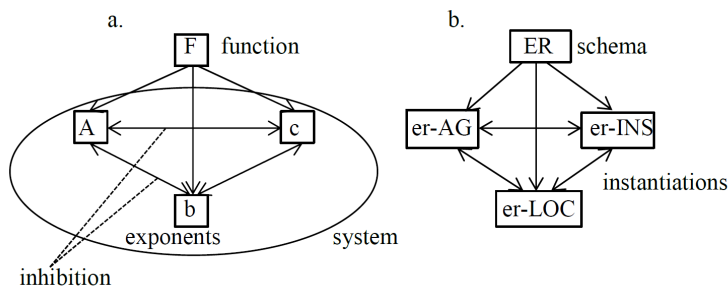 a.
F function
A
c
b
exponents
system
inhibition
b.
ER schema
er-AG
er-INS
instantiations
er-LOC